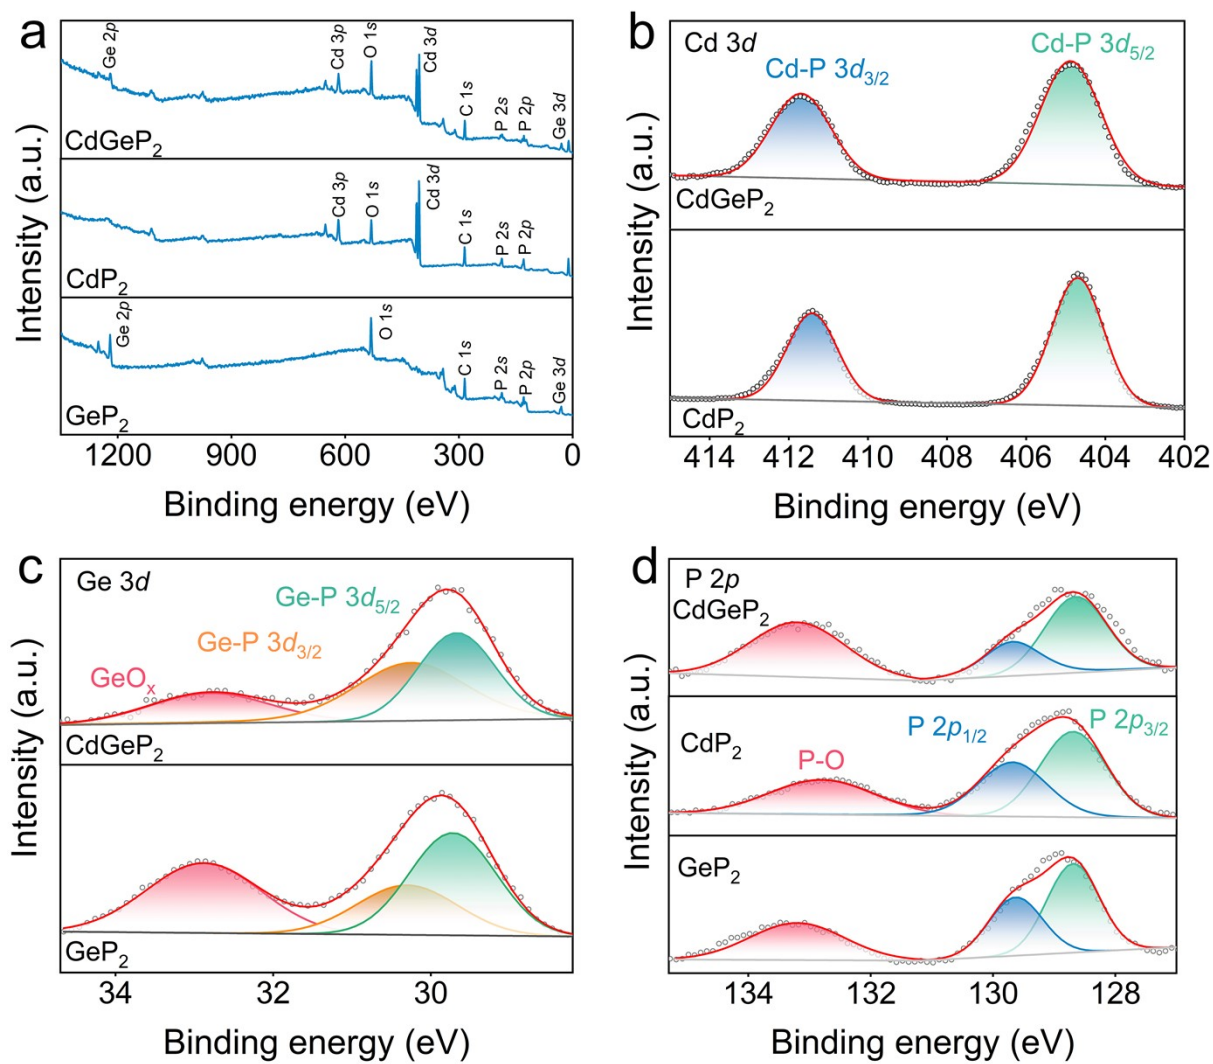 a
Intensity (a.u.)
Ge 2p
Cd 3p
O 1s
Cd 3d
C 1s
P 2s
P 2p
Ge 3d
CdGeP₂
Cd 3p
O 1s
Cd 3d
C 1s
P 2s
P 2p
CdP₂
Ge 2p
O 1s
C 1s
P 2s
P 2p
Ge 3d
GeP₂
1200 900 600 300 0
Binding energy (eV)
b
Intensity (a.u.)
Cd 3d
Cd-P 3d₅/₂
Cd-P 3d₃/₂
CdGeP₂
CdP₂
414 412 410 408 406 404 402
Binding energy (eV)
c
Intensity (a.u.)
Ge 3d
Ge-P 3d₅/₂
Ge-P 3d₃/₂
GeOₓ
CdGeP₂
GeP₂
34 32 30
Binding energy (eV)
d
Intensity (a.u.)
P 2p
CdGeP₂
CdP₂
P 2p₁/₂
P 2p₃/₂
P-O
GeP₂
134 132 130 128
Binding energy (eV)